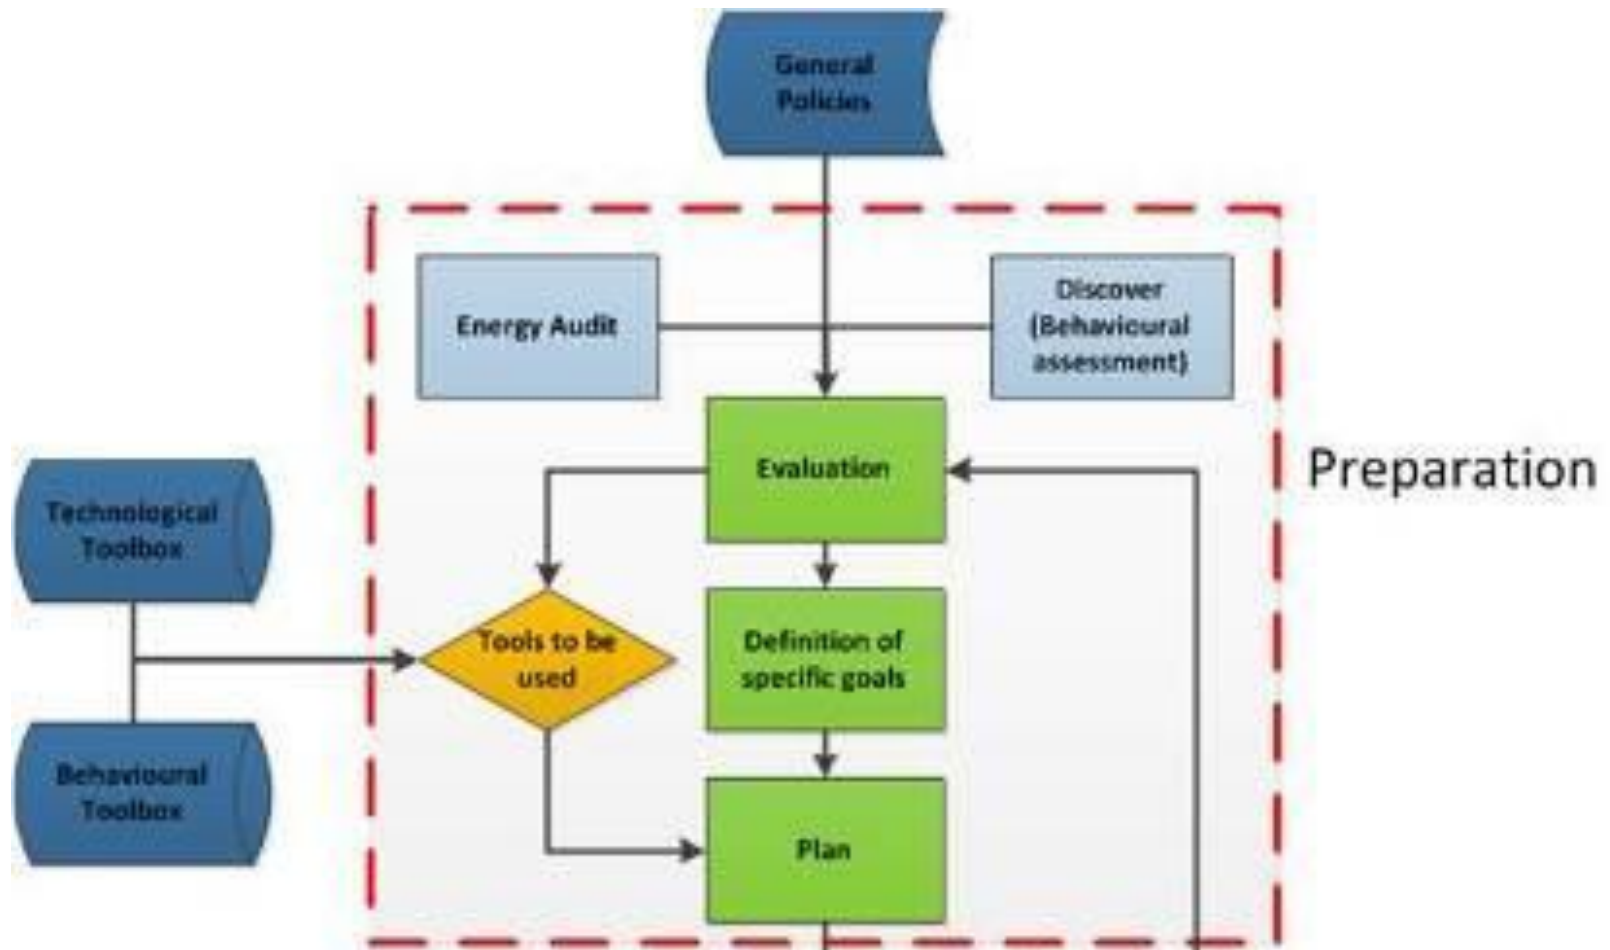 General
Policies
Energy Audit
Discover
(Behavioural
assessment)
Evaluation
Preparation
Technological
Toolbox
Tools to be
used
Definition of
specific goals
Behavioural
Toolbox
Plan